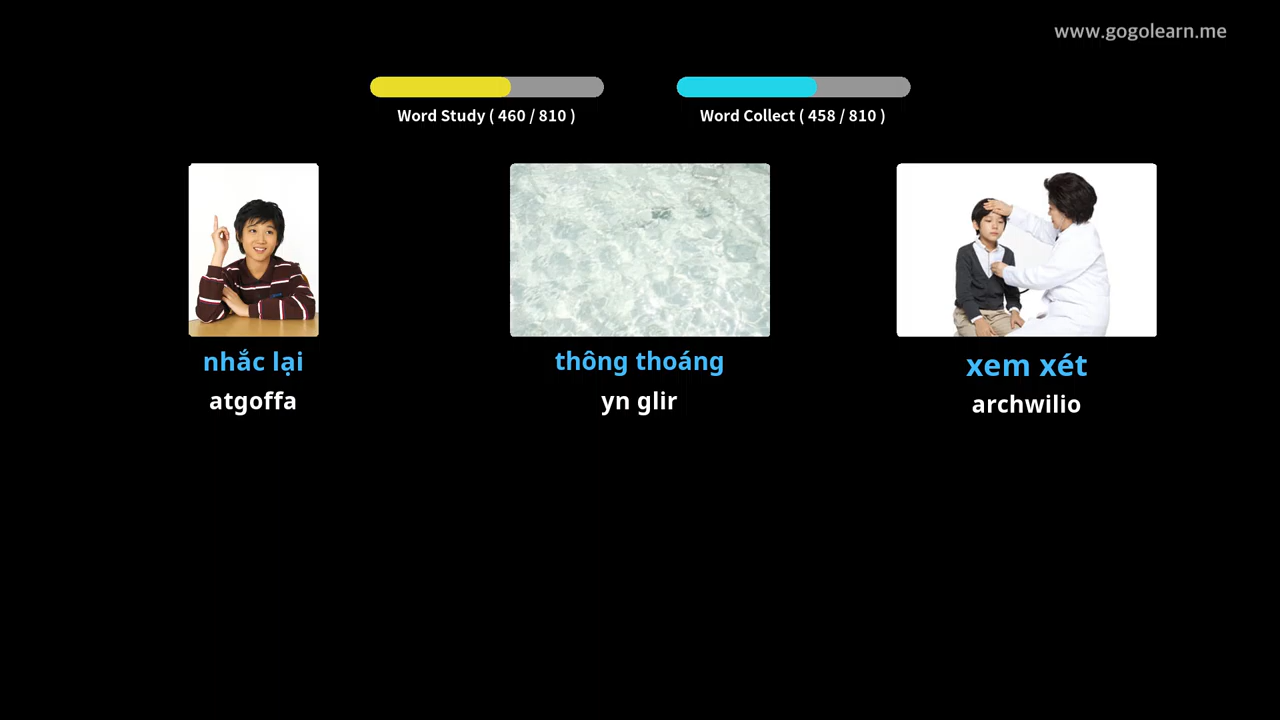 www.gogolearn.me
Word Study ( 460 / 810 )
Word Collect ( 458 / 810 )
nhắc lại
atgoffa
thông thoáng
yn glir
xem xét
archwilio